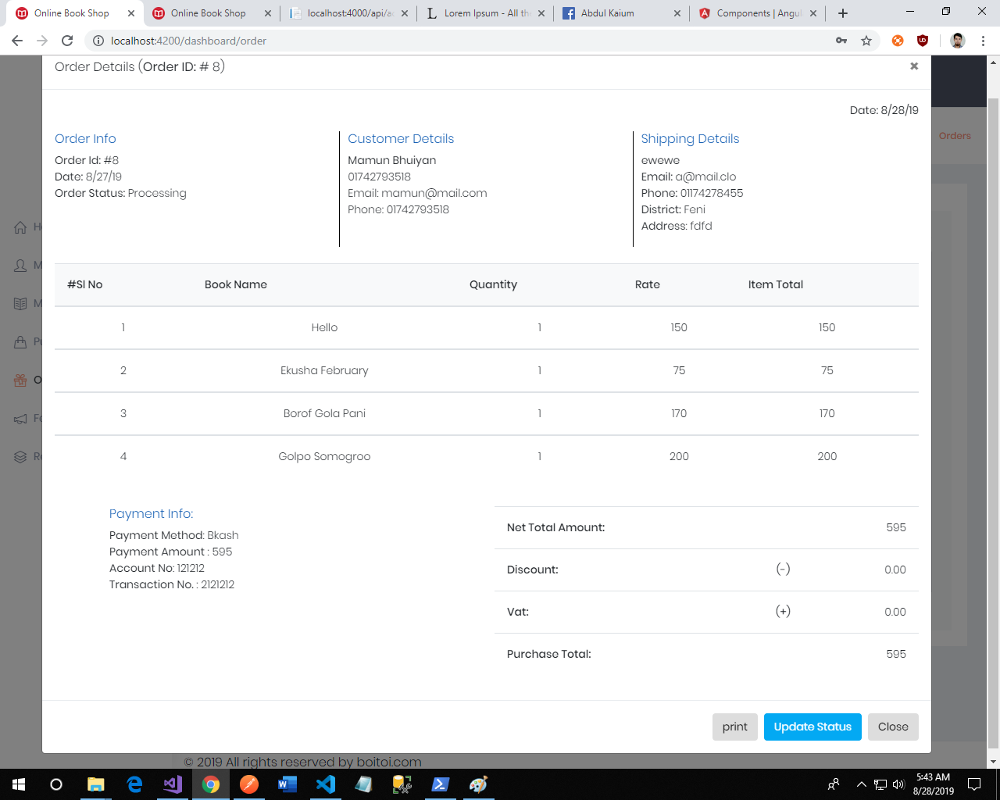 Online Book Shop
Online Book Shop
localhost:4000/api/a
Lorem Ipsum - All the
Abdul Kaium
Components | Angul
localhost:4200/dashboard/order
Order Details (Order ID: # 8)
Date: 8/28/19
Orders
Order Info
Order Id: #8
Date: 8/27/19
Order Status: Processing
Customer Details
Mamun Bhuiyan
01742793518
Email: mamun@mail.com
Phone: 01742793518
Shipping Details
ewewe
Email: a@mail.clo
Phone: 01174278455
District: Feni
Address: fdfd
#Sl No Book Name Quantity Rate Item Total
1 Hello 1 150 150
2 Ekusha February 1 75 75
3 Borof Gola Pani 1 170 170
4 Golpo Somogroo 1 200 200
Payment Info:
Payment Method: Bkash
Payment Amount : 595
Account No: 121212
Transaction No. : 2121212
Net Total Amount: 595
Discount: (-) 0.00
Vat: (+) 0.00
Purchase Total: 595
print Update Status Close
© 2019 All rights reserved by boitoi.com
5:43 AM
8/28/2019